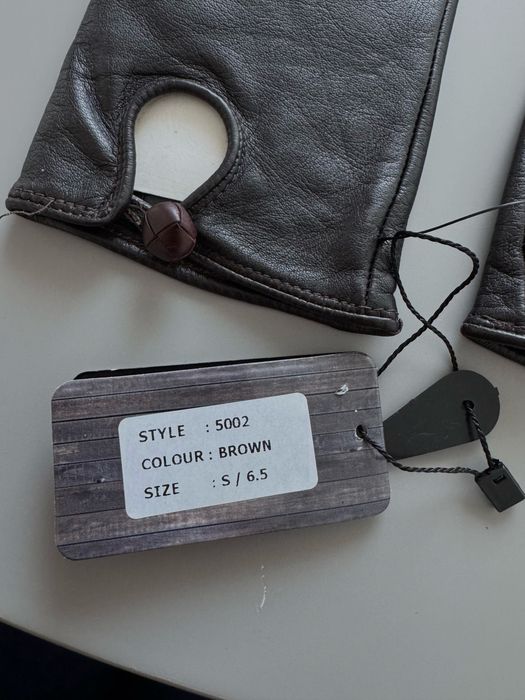 STYLE : 5002
COLOUR : BROWN
SIZE : S / 6.5